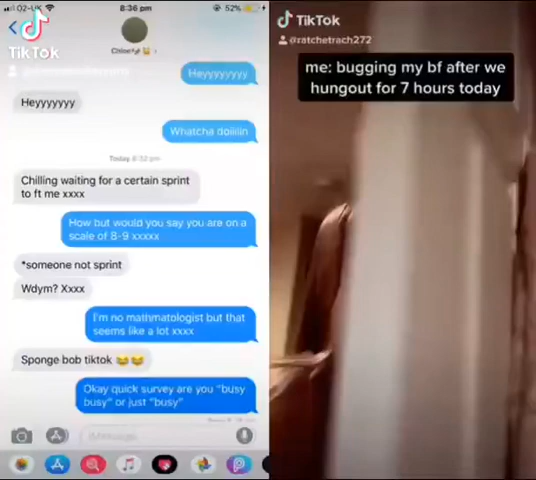 O2-UK
8:36 pm
52%
TikTok
Chloe
Heyyyyyyy
Heyyyyyyy
Whatcha doiiiin
Today 8:32 pm
Chilling waiting for a certain sprint
to ft me xxxx
How but would you say you are on a
scale of 8-9 xxxxx
*someone not sprint
Wdym? Xxxx
I'm no mathmatologist but that
seems like a lot xxxx
Sponge bob tiktok 😂😂
Okay quick survey are you "busy
busy" or just "busy"
iMessage
TikTok
@ratchetrach272
me: bugging my bf after we
hungout for 7 hours today